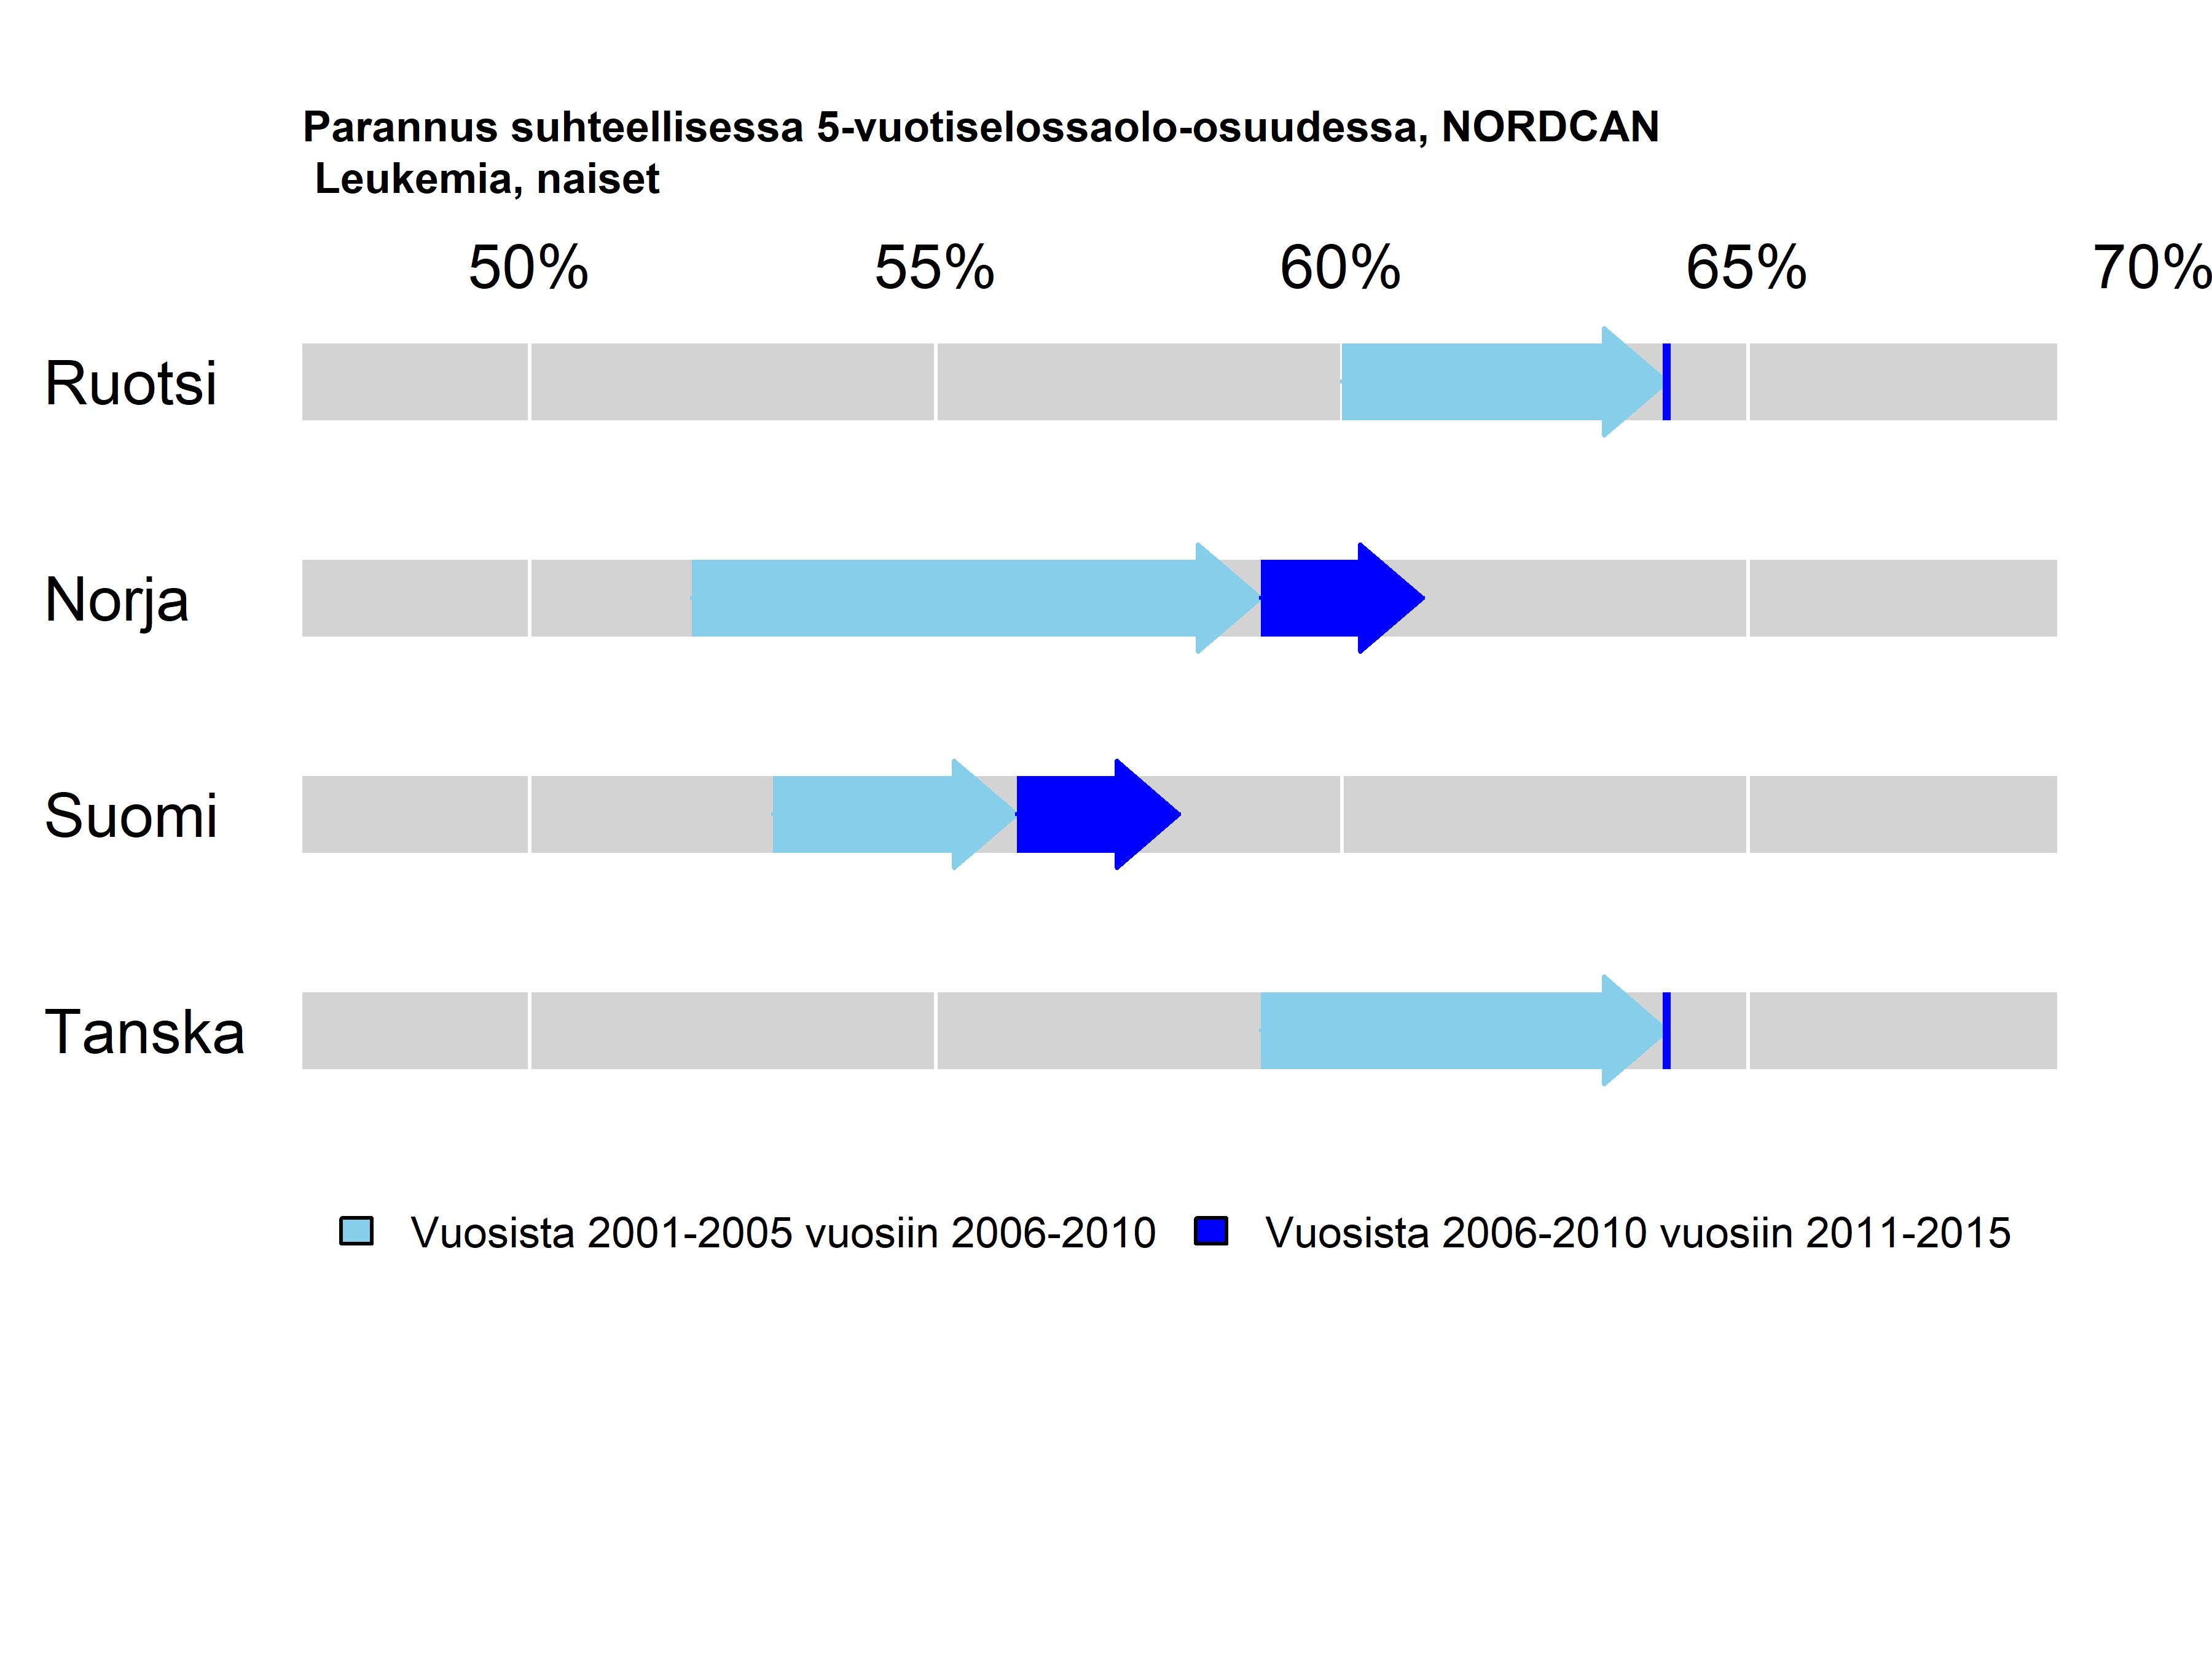 Parannus suhteellisessa 5-vuotiselossaolo-osuudessa, NORDCAN
Leukemia, naiset
50% 55% 60% 65% 70%
Ruotsi
Norja
Suomi
Tanska
Vuosista 2001-2005 vuosiin 2006-2010 Vuosista 2006-2010 vuosiin 2011-2015